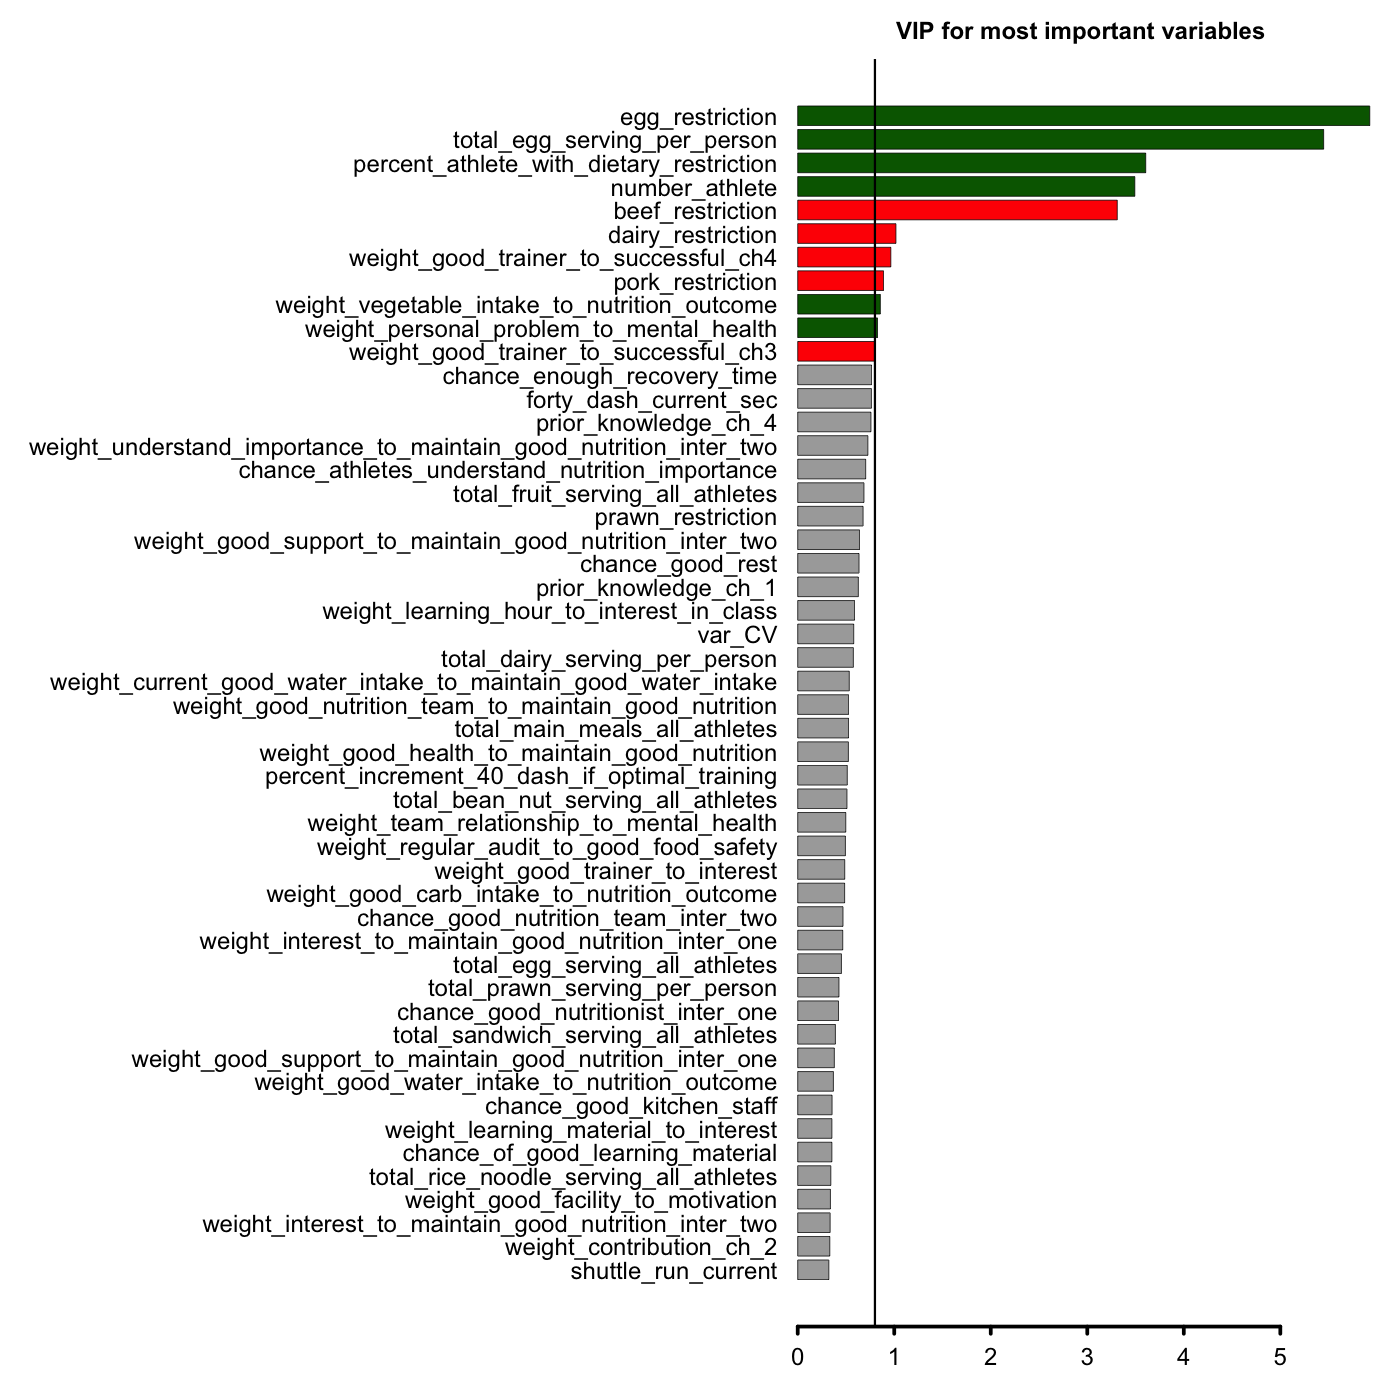 VIP for most important variables
egg_restriction
total_egg_serving_per_person
percent_athlete_with_dietary_restriction
number_athlete
beef_restriction
dairy_restriction
weight_good_trainer_to_successful_ch4
pork_restriction
weight_vegetable_intake_to_nutrition_outcome
weight_personal_problem_to_mental_health
weight_good_trainer_to_successful_ch3
chance_enough_recovery_time
forty_dash_current_sec
prior_knowledge_ch_4
weight_understand_importance_to_maintain_good_nutrition_inter_two
chance_athletes_understand_nutrition_importance
total_fruit_serving_all_athletes
prawn_restriction
weight_good_support_to_maintain_good_nutrition_inter_two
chance_good_rest
prior_knowledge_ch_1
weight_learning_hour_to_interest_in_class
var_CV
total_dairy_serving_per_person
weight_current_good_water_intake_to_maintain_good_water_intake
weight_good_nutrition_team_to_maintain_good_nutrition
total_main_meals_all_athletes
weight_good_health_to_maintain_good_nutrition
percent_increment_40_dash_if_optimal_training
total_bean_nut_serving_all_athletes
weight_team_relationship_to_mental_health
weight_regular_audit_to_good_food_safety
weight_good_trainer_to_interest
weight_good_carb_intake_to_nutrition_outcome
chance_good_nutrition_team_inter_two
weight_interest_to_maintain_good_nutrition_inter_one
total_egg_serving_all_athletes
total_prawn_serving_per_person
chance_good_nutritionist_inter_one
total_sandwich_serving_all_athletes
weight_good_support_to_maintain_good_nutrition_inter_one
weight_good_water_intake_to_nutrition_outcome
chance_good_kitchen_staff
weight_learning_material_to_interest
chance_of_good_learning_material
total_rice_noodle_serving_all_athletes
weight_good_facility_to_motivation
weight_interest_to_maintain_good_nutrition_inter_two
weight_contribution_ch_2
shuttle_run_current
0 1 2 3 4 5